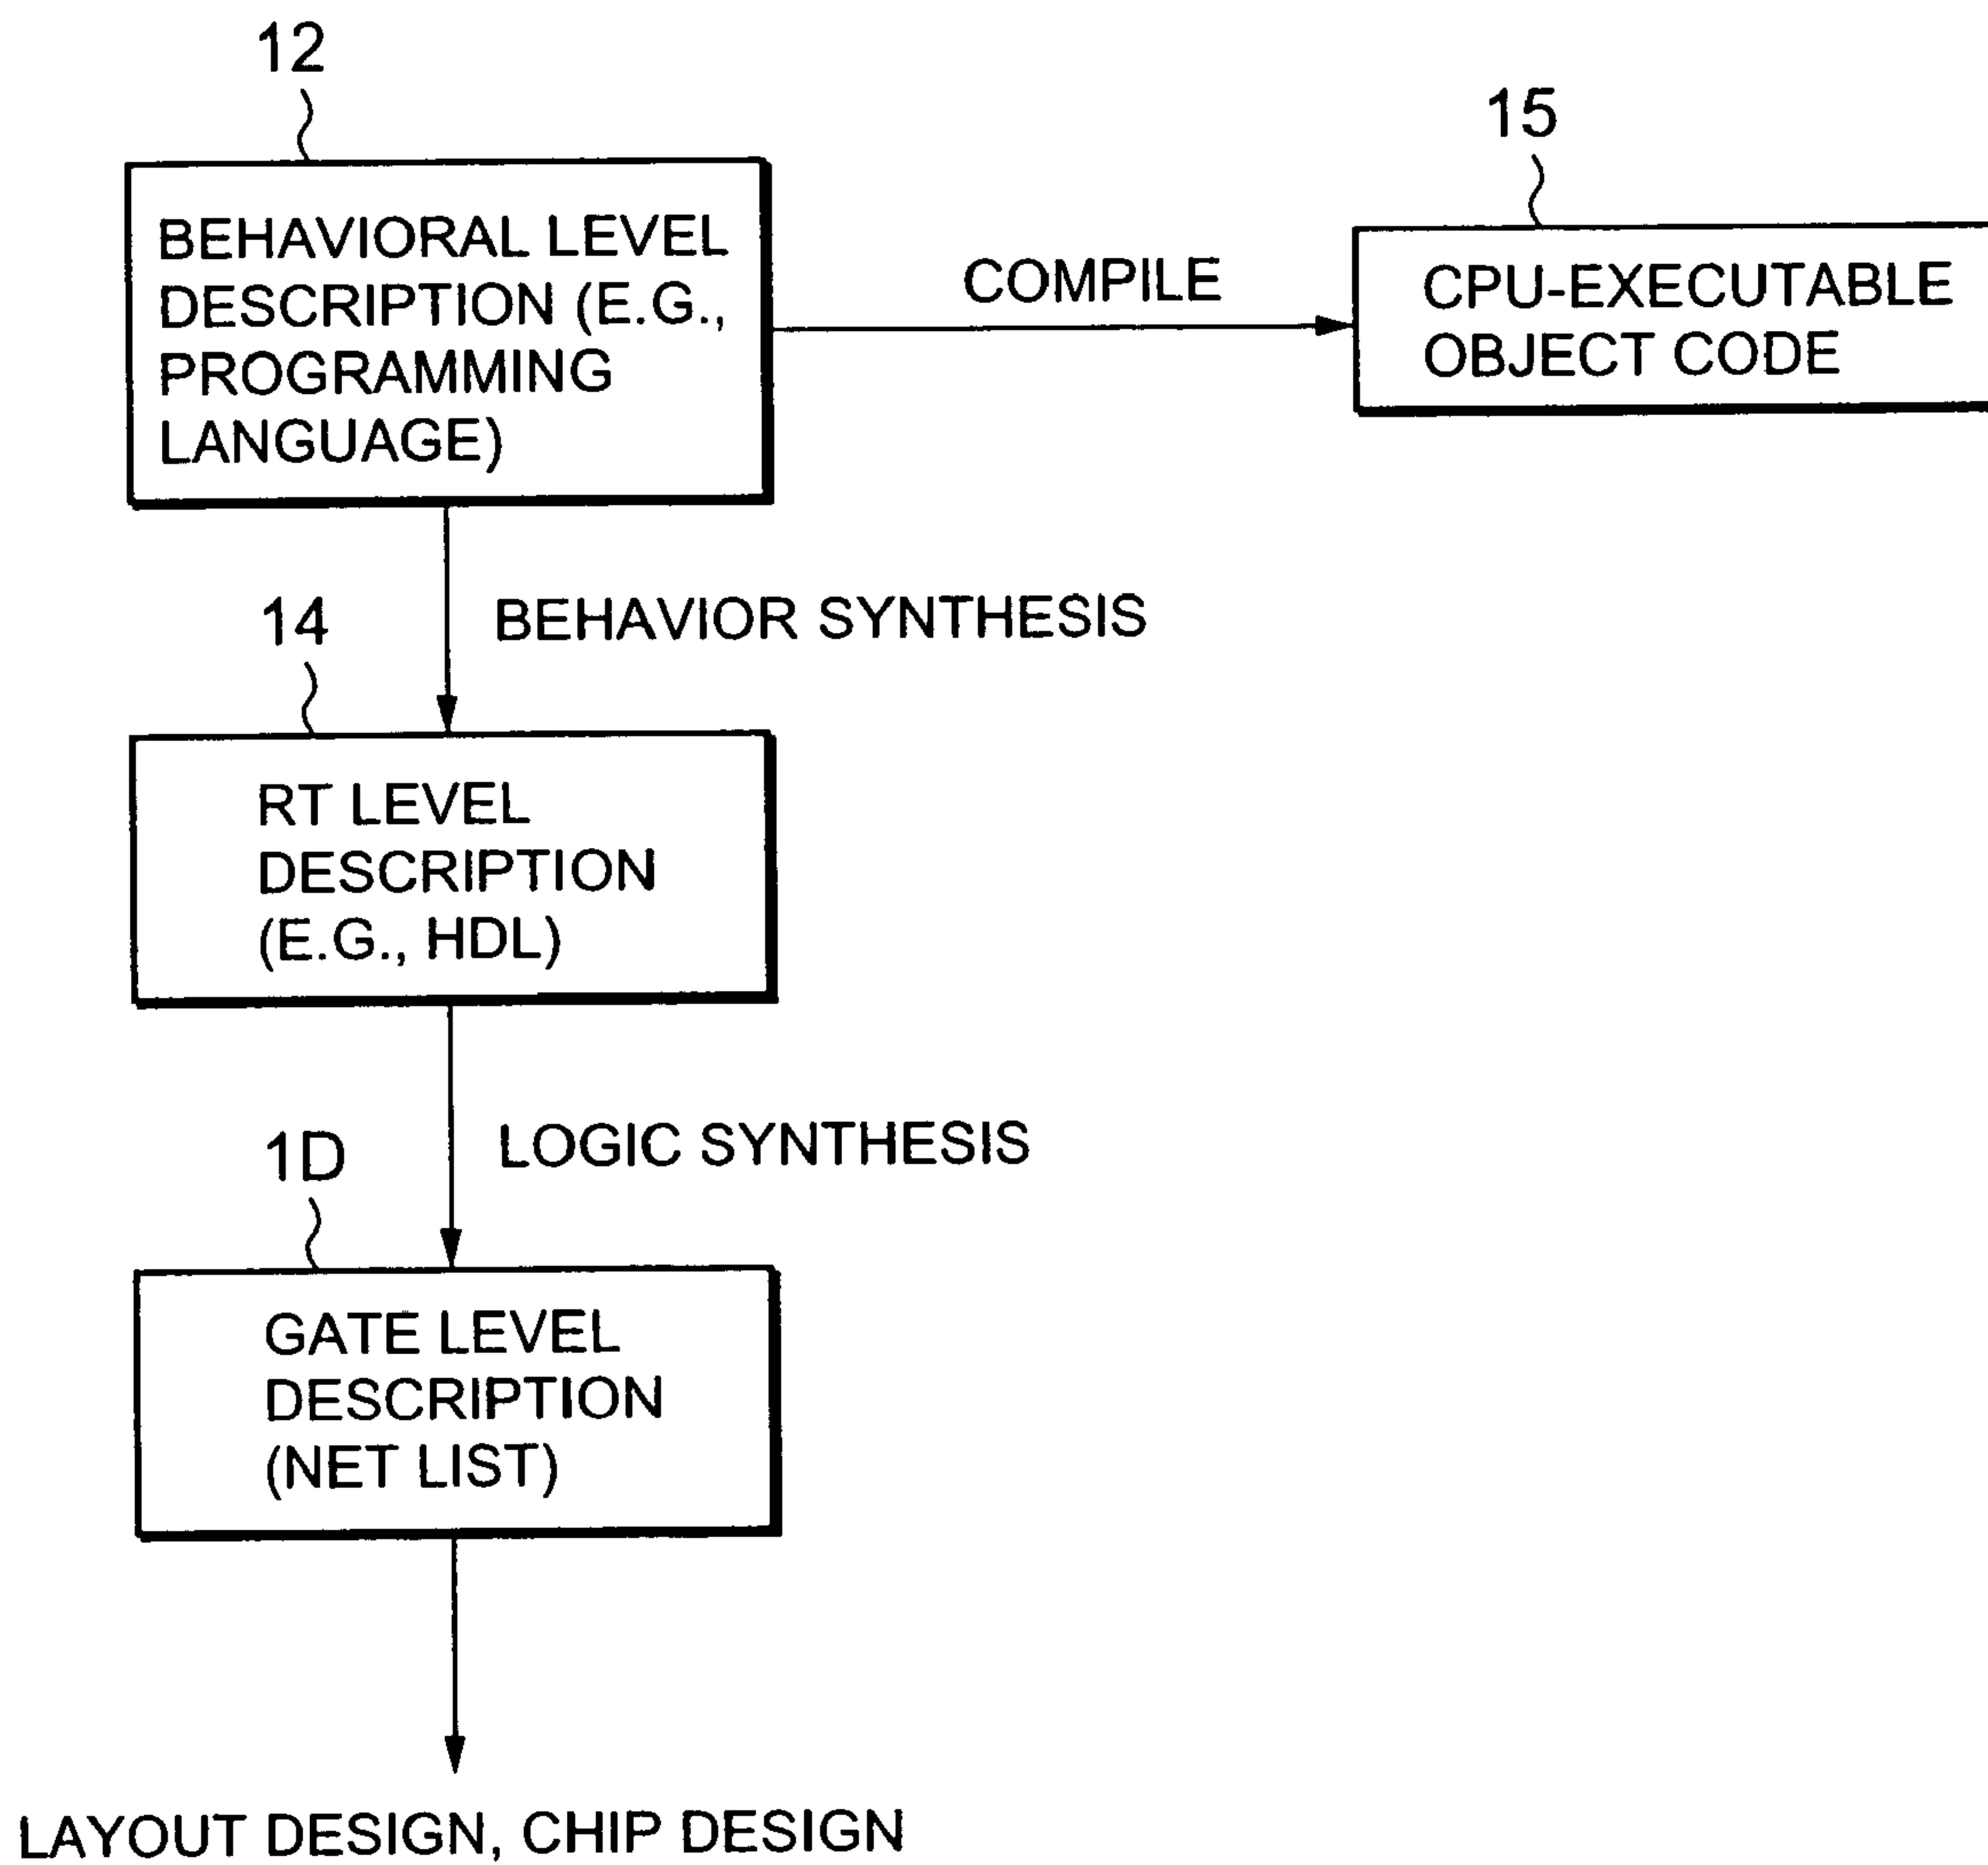 12
BEHAVIORAL LEVEL
DESCRIPTION (E.G.,
PROGRAMMING
LANGUAGE)
COMPILE
15
CPU-EXECUTABLE
OBJECT CODE
BEHAVIOR SYNTHESIS
14
RT LEVEL
DESCRIPTION
(E.G., HDL)
LOGIC SYNTHESIS
1D
GATE LEVEL
DESCRIPTION
(NET LIST)
LAYOUT DESIGN, CHIP DESIGN